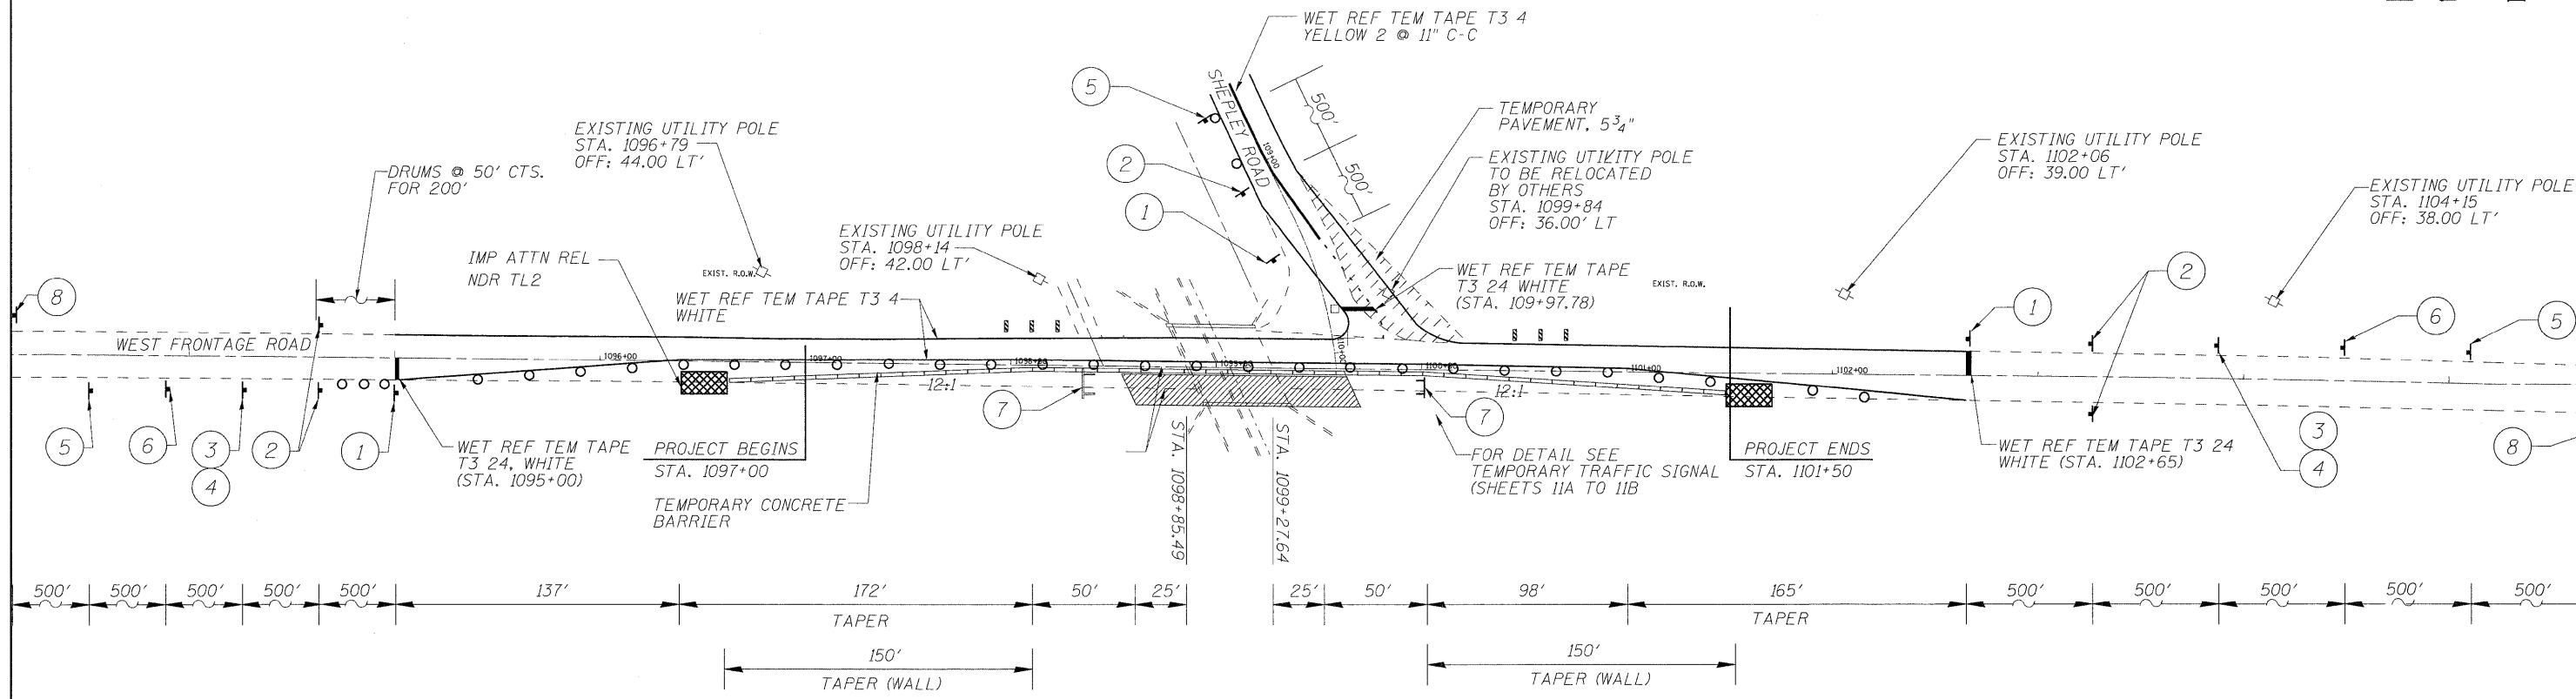 WET REF TEM TAPE T3 4
YELLOW 2 @ 11" C-C
5
SHEPLEY ROAD
109+00
500'
500'
TEMPORARY
PAVEMENT, 5 3/4"
EXISTING UTILITY POLE
TO BE RELOCATED
BY OTHERS
STA. 1099+84
OFF: 36.00' LT
EXISTING UTILITY POLE
STA. 1096+79
OFF: 44.00 LT'
DRUMS @ 50' CTS.
FOR 200'
2
1
EXISTING UTILITY POLE
STA. 1102+06
OFF: 39.00 LT'
EXISTING UTILITY POLE
STA. 1104+15
OFF: 38.00 LT'
EXISTING UTILITY POLE
STA. 1098+14
OFF: 42.00 LT'
IMP ATTN REL
NDR TL2
EXIST. R.O.W.
WET REF TEM TAPE T3 4
WHITE
WET REF TEM TAPE
T3 24 WHITE
(STA. 109+97.78)
EXIST. R.O.W.
2
8
1
6
5
WEST FRONTAGE ROAD
1096+00
1097+00
1098+00
1099+00
110+00
1100+00
1101+00
1102+00
12:1
12:1
5
6
3
4
2
1
WET REF TEM TAPE
T3 24, WHITE
(STA. 1095+00)
PROJECT BEGINS
STA. 1097+00
TEMPORARY CONCRETE
BARRIER
7
STA. 1098+85.49
STA. 1099+27.64
7
FOR DETAIL SEE
TEMPORARY TRAFFIC SIGNAL
(SHEETS 11A TO 11B
PROJECT ENDS
STA. 1101+50
WET REF TEM TAPE T3 24
WHITE (STA. 1102+65)
3
4
8
500' 500' 500' 500' 500' 137' 172' 50' 25' 25' 50' 98' 165' 500' 500' 500' 500' 500'
TAPER TAPER
150' 150'
TAPER (WALL) TAPER (WALL)